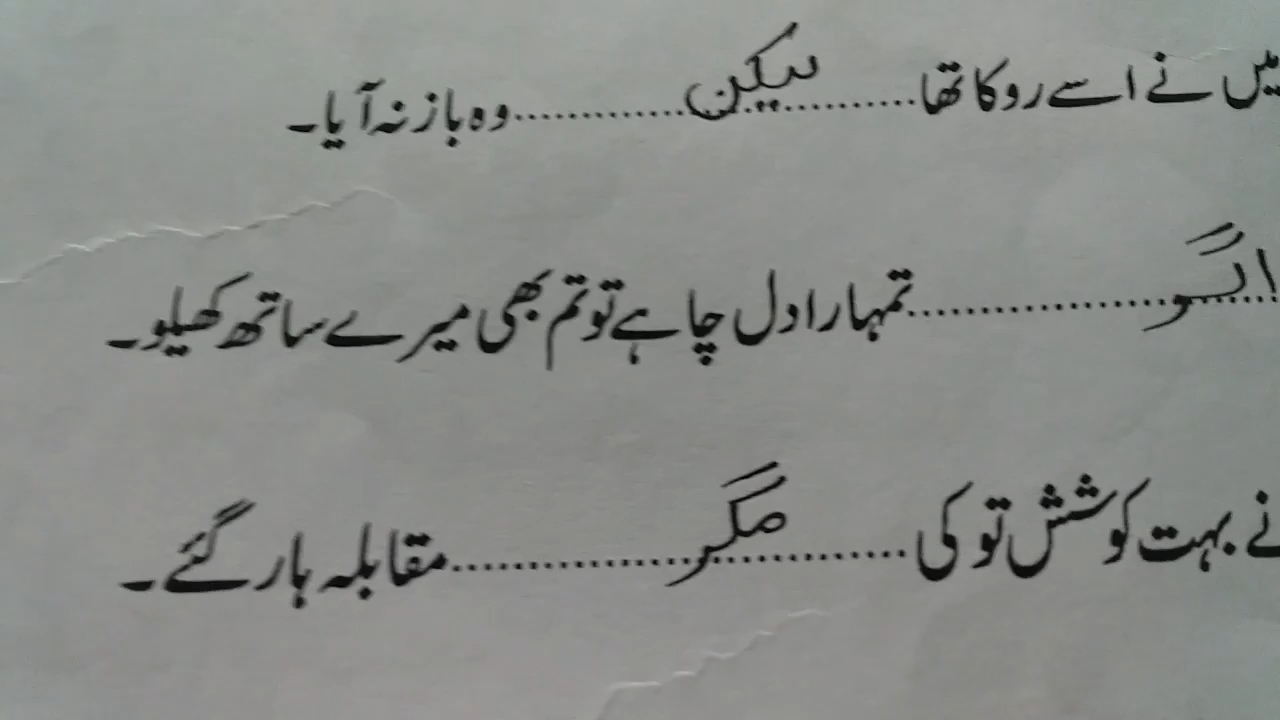 میں نے اسے روکا تھا ............ لیکن ............ وہ باز نہ آیا۔
اگر ............ تمہارا دل چاہے تو تم بھی میرے ساتھ کھیلو۔
نے بہت کوشش تو کی ............ مگر ............ مقابلہ ہار گئے۔